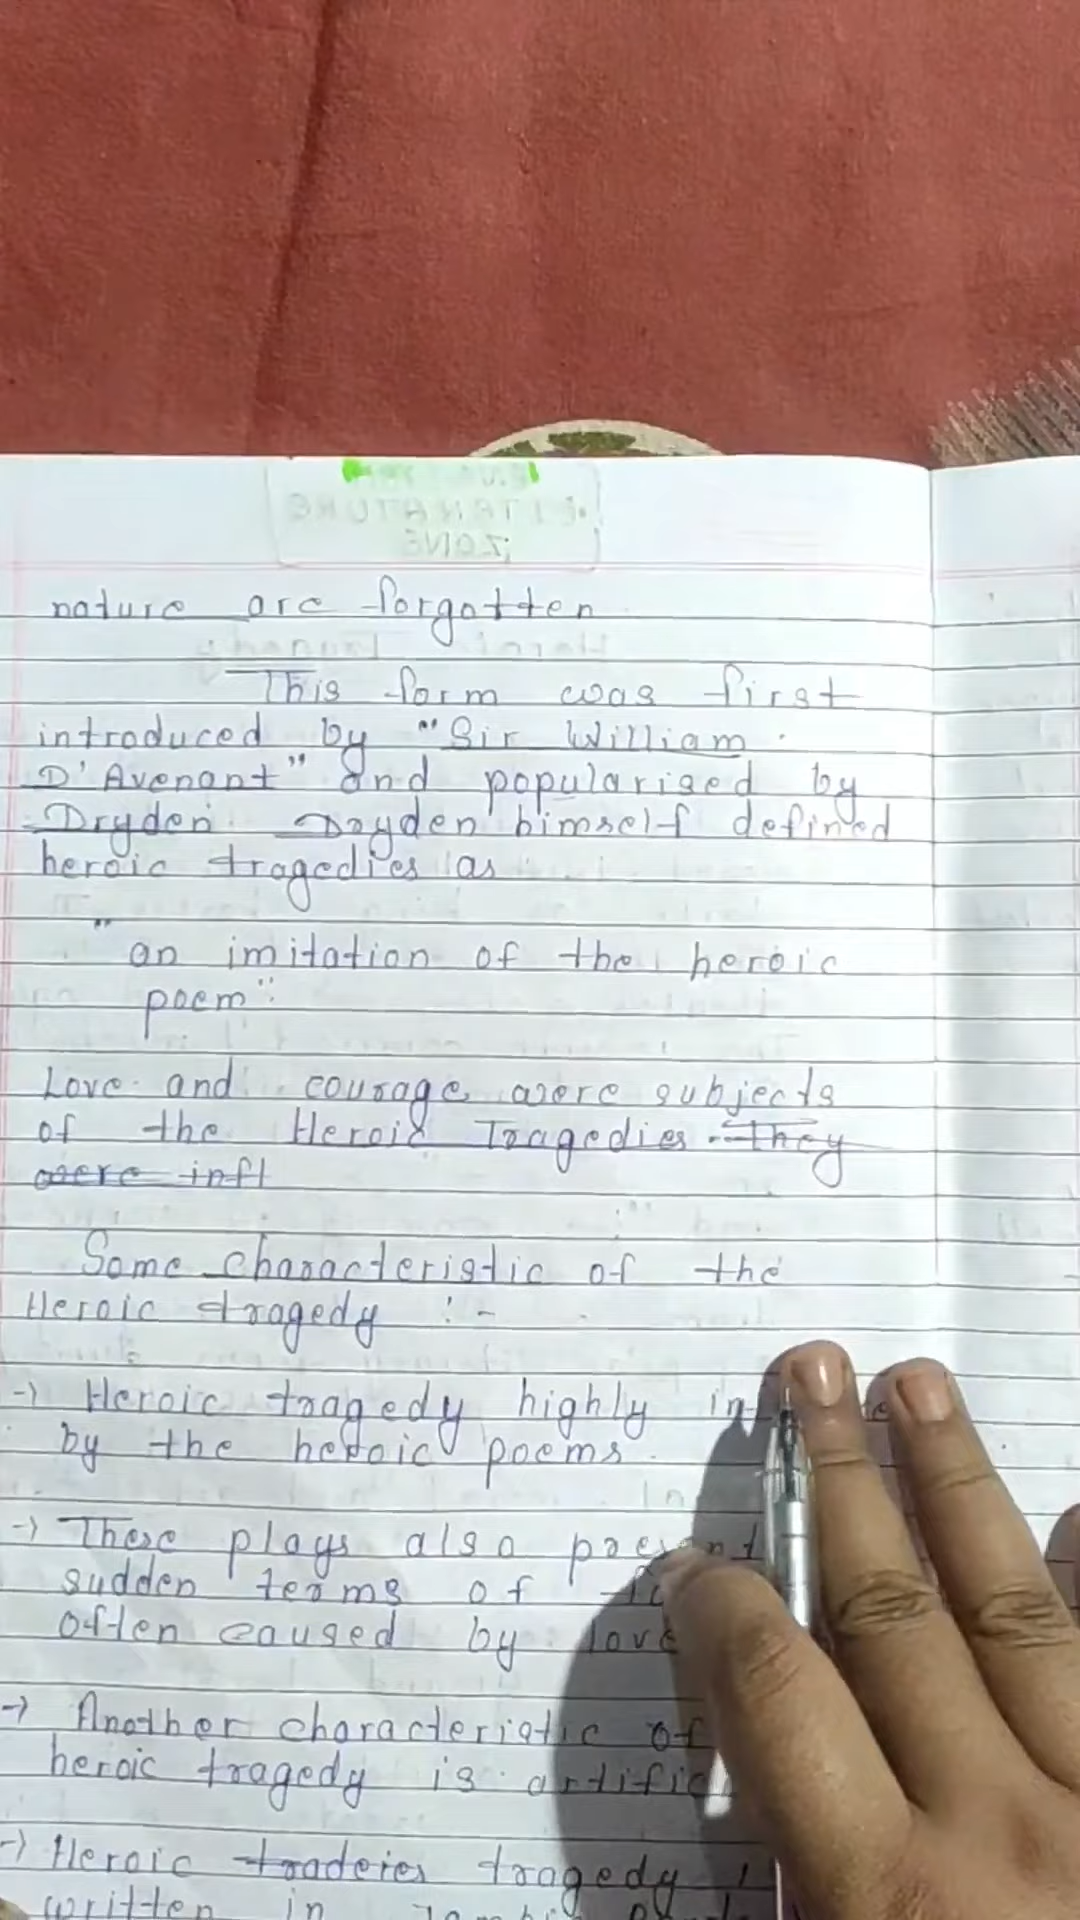 nature are forgotten
This form was first
introduced by "Sir William
D'Avenant" and popularised by
Dryden. Dryden himself defined
heroic tragedies as
"an imitation of the heroic
poem".
Love and courage were subjects
of the Heroic Tragedies. They
were infl
Some characteristic of the
Heroic tragedy :-
→ Heroic tragedy highly
by the heroic poems.
→ These plays also present
sudden terms of
often caused by love
→ Another characteristic of
heroic tragedy is
→ Heroic traderies tragedy
written in